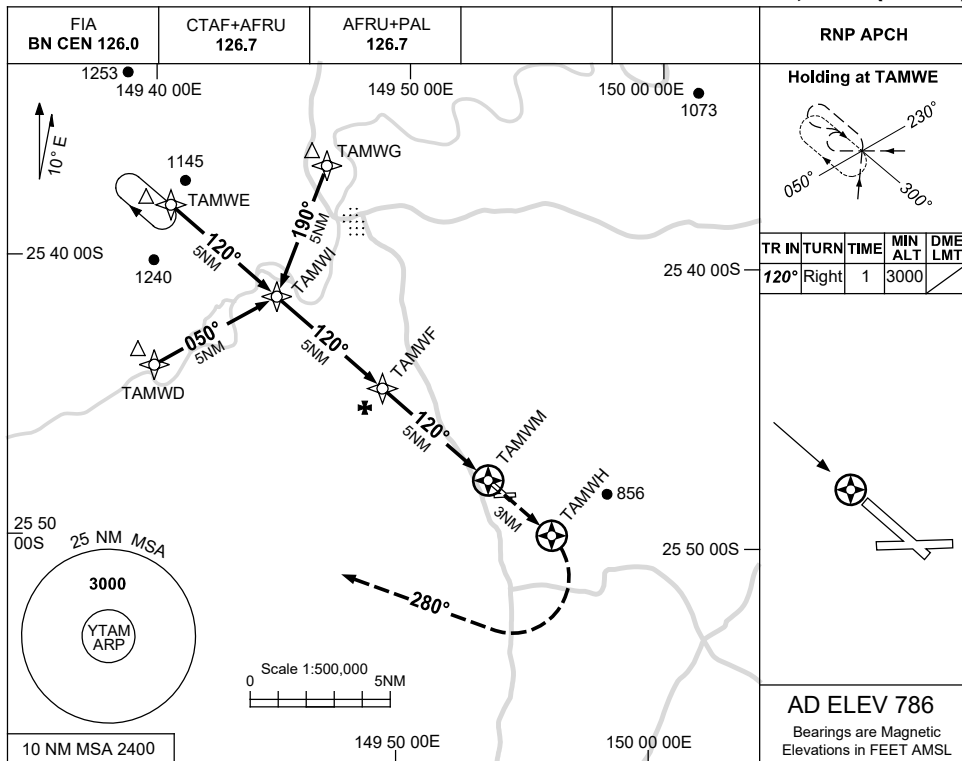 FIA
BN CEN 126.0
CTAF+AFRU
126.7
AFRU+PAL
126.7
RNP APCH
1253
149 40 00E
149 50 00E
150 00 00E
1073
10° E
1145
TAMWG
TAMWE
190°
5NM
120°
5NM
TAMWI
25 40 00S
25 40 00S
1240
050°
5NM
TAMWD
120°
5NM
TAMWF
120°
5NM
TAMWM
TAMWH
856
3NM
25 50
00S
25 50 00S
280°
25 NM MSA
3000
YTAM
ARP
10 NM MSA 2400
Scale 1:500,000
0 5NM
149 50 00E
150 00 00E
Holding at TAMWE
230°
050°
300°
TR IN TURN TIME MIN ALT DME LMT
120° Right 1 3000
AD ELEV 786
Bearings are Magnetic
Elevations in FEET AMSL